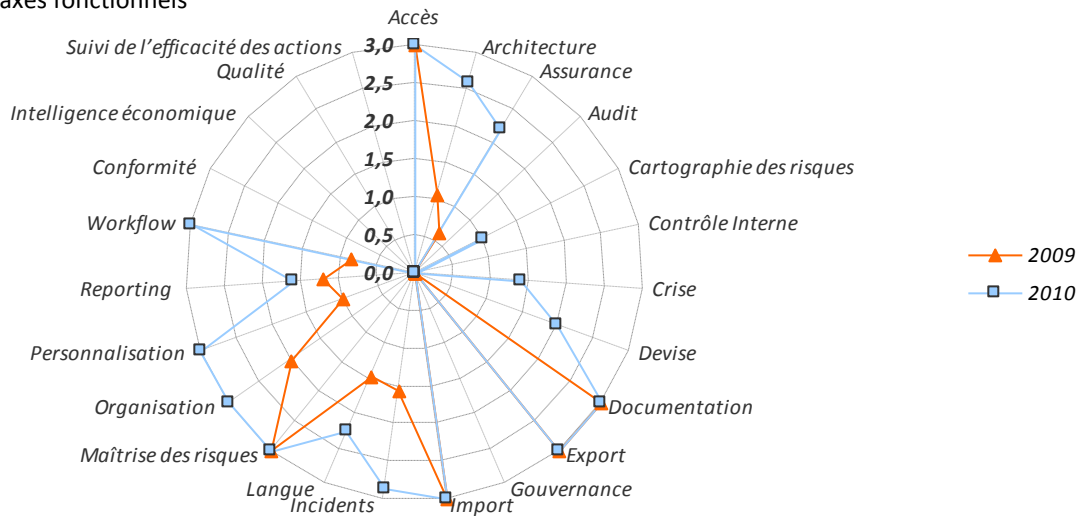 axes fonctionnels
Accès
Suivi de l'efficacité des actions
3,0
Architecture
Qualité
2,5
Assurance
Intelligence économique
2,0
Audit
1,5
Conformité
Cartographie des risques
1,0
Workflow
0,5
Contrôle Interne
2009
0,0
Reporting
Crise
2010
Personnalisation
Devise
Organisation
Documentation
Maîtrise des risques
Export
Langue
Gouvernance
Incidents
Import